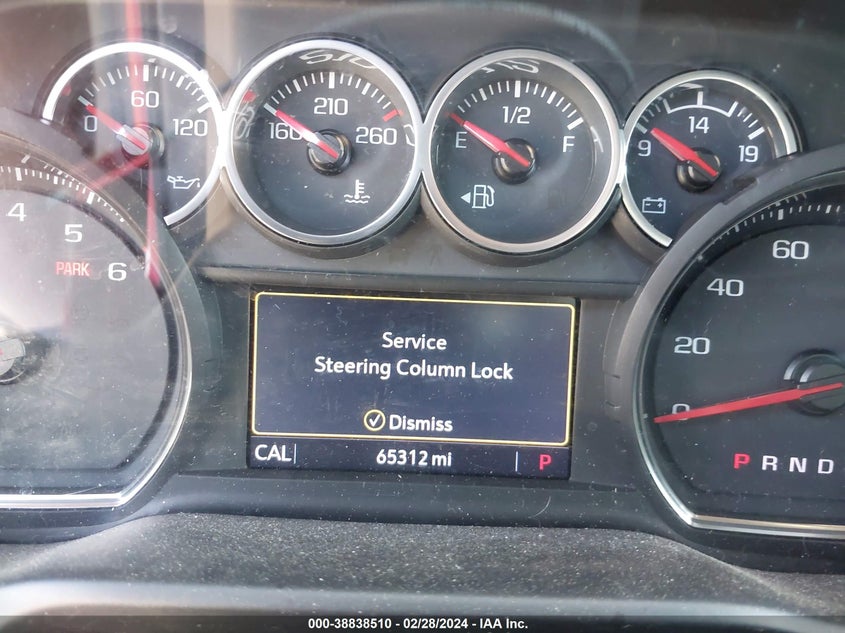 0 60 120
160 210 260
E 1/2 F
9 14 19
4 5 6
PARK
0 20 40 60
Service
Steering Column Lock
Dismiss
CAL 65312 mi P
P R N D
000-38838510 - 02/28/2024 - IAA Inc.